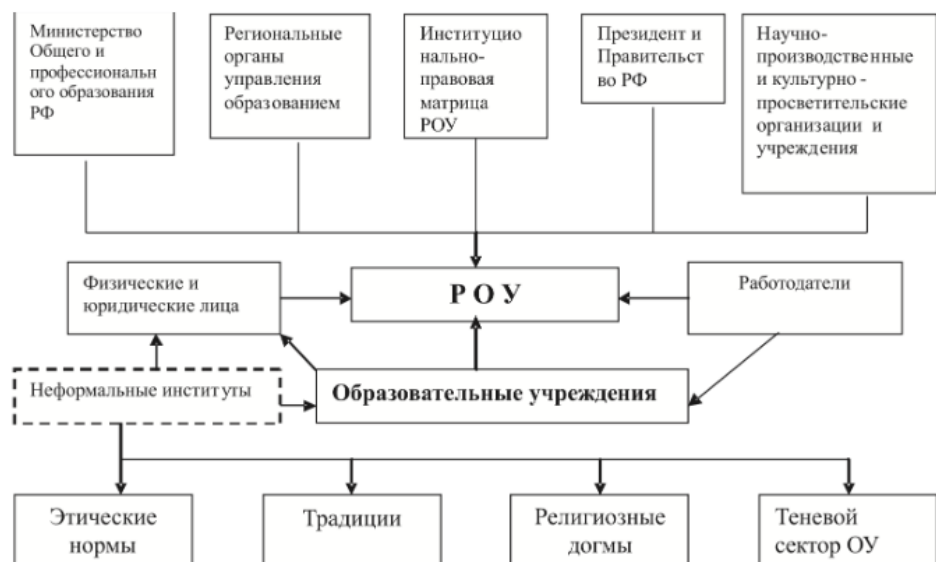 Министерство
Общего и
профессиональн
ого образования
РФ
Региональные
органы
управления
образованием
Институцио
нально-
правовая
матрица
РОУ
Президент и
Правительст
во РФ
Научно-
производственные
и культурно-
просветительские
организации и
учреждения
Физические и
юридические лица
Р О У
Работодатели
Неформальные институты
Образовательные учреждения
Этические
нормы
Традиции
Религиозные
догмы
Теневой
сектор ОУ